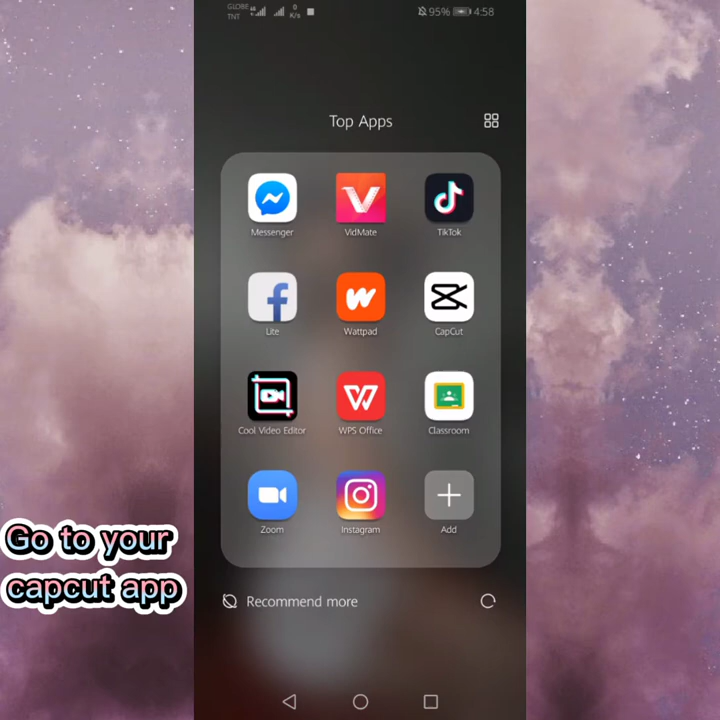 GLOBE
TNT
0
K/s
95%
4:58
Top Apps
Messenger
VidMate
TikTok
Lite
Wattpad
CapCut
Cool Video Editor
WPS Office
Classroom
Zoom
Instagram
Add
Go to your
capcut app
Recommend more